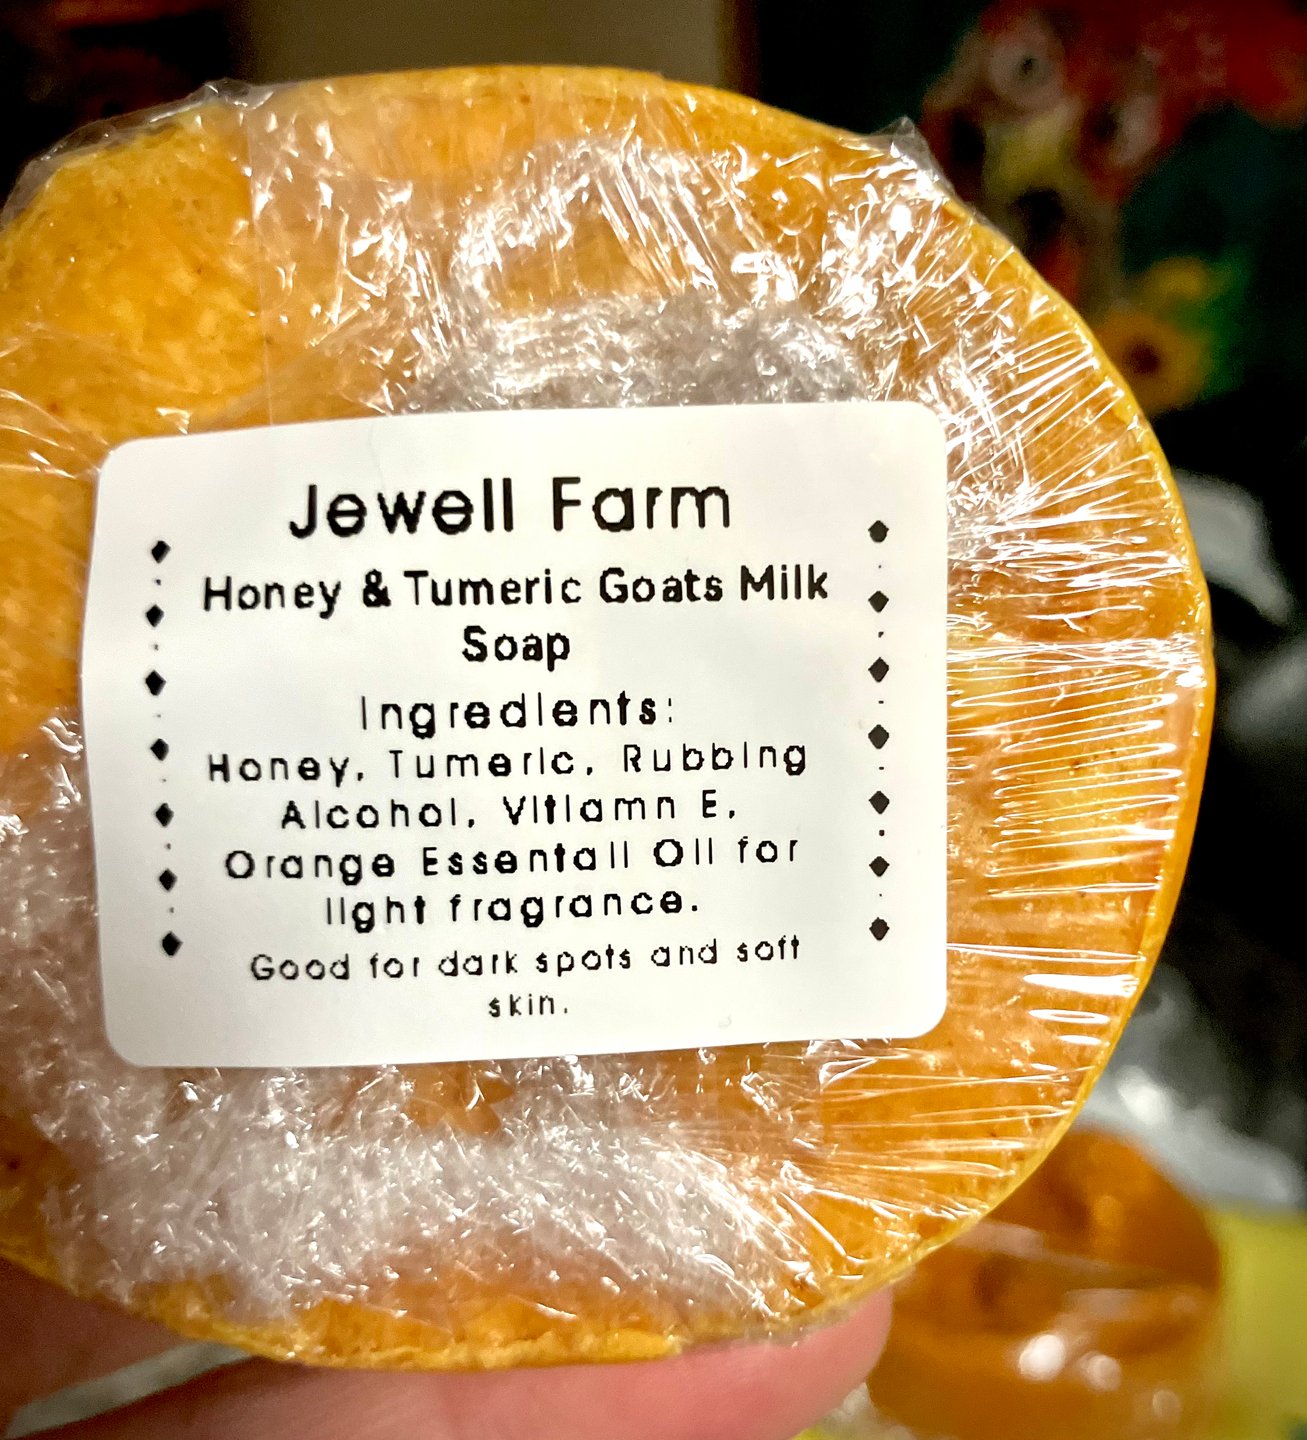 Jewell Farm
Honey & Tumeric Goats Milk
Soap
Ingredients:
Honey, Tumeric, Rubbing
Alcohol, Vitiamn E,
Orange Essentail Oil for
light fragrance.
Good for dark spots and soft
skin.